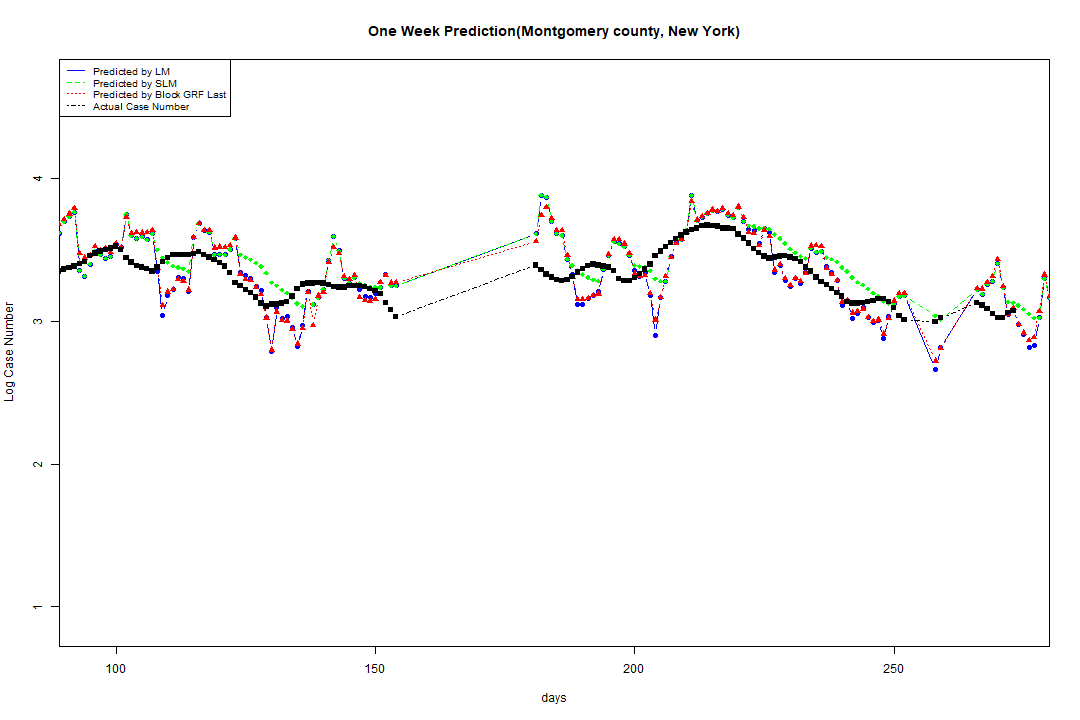 One Week Prediction(Montgomery county, New York)
Predicted by LM
Predicted by SLM
Predicted by Block GRF Last
Actual Case Number
Log Case Number
4
3
2
1
100 150 200 250
days